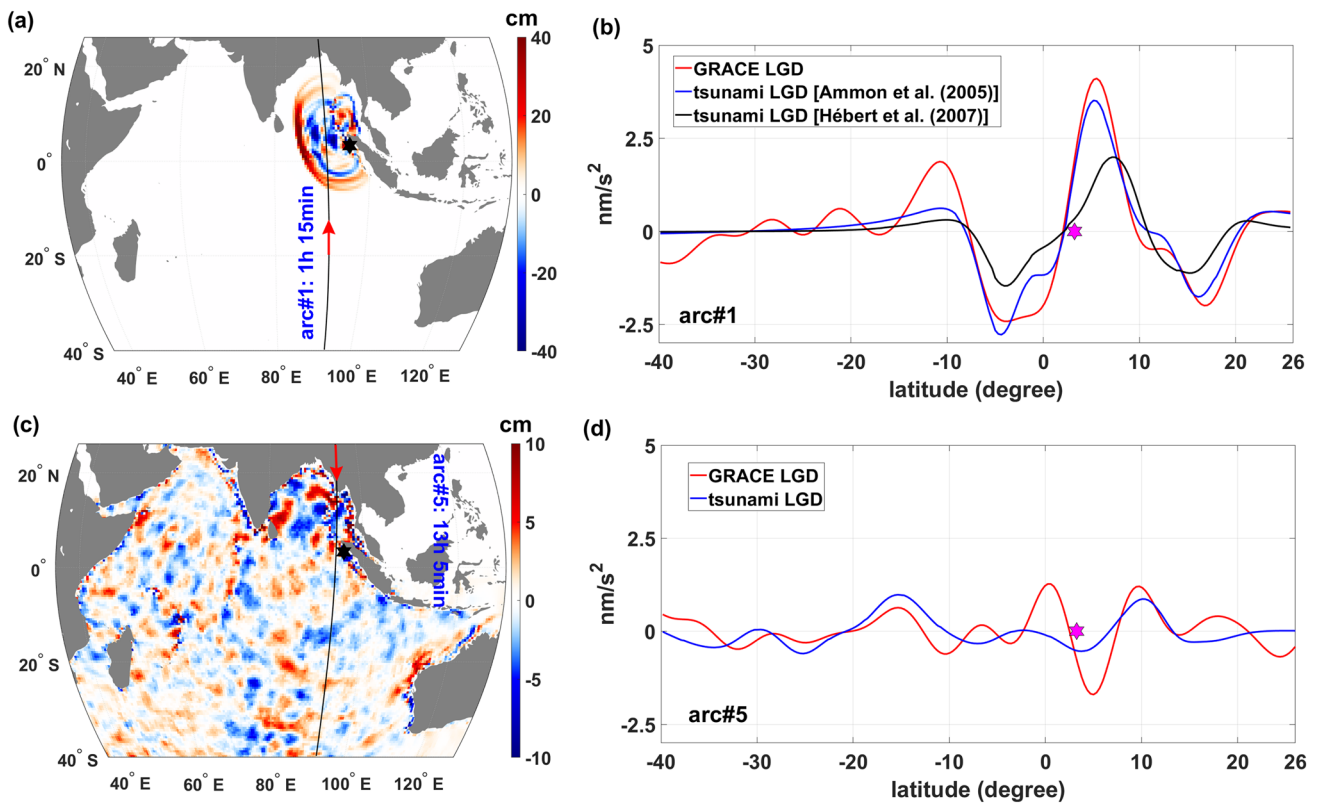 (a)
cm
40
20
0
-20
-40
20° N
0°
20° S
40° S
40° E
60° E
80° E
100° E
120° E
arc#1: 1h 15min
(b)
5
2.5
0
-2.5
nm/s²
GRACE LGD
tsunami LGD [Ammon et al. (2005)]
tsunami LGD [Hébert et al. (2007)]
arc#1
-40
-30
-20
-10
0
10
20
26
latitude (degree)
(c)
cm
10
5
0
-5
-10
20° N
0°
20° S
40° S
40° E
60° E
80° E
100° E
120° E
arc#5: 13h 5min
(d)
5
2.5
0
-2.5
nm/s²
GRACE LGD
tsunami LGD
arc#5
-40
-30
-20
-10
0
10
20
26
latitude (degree)